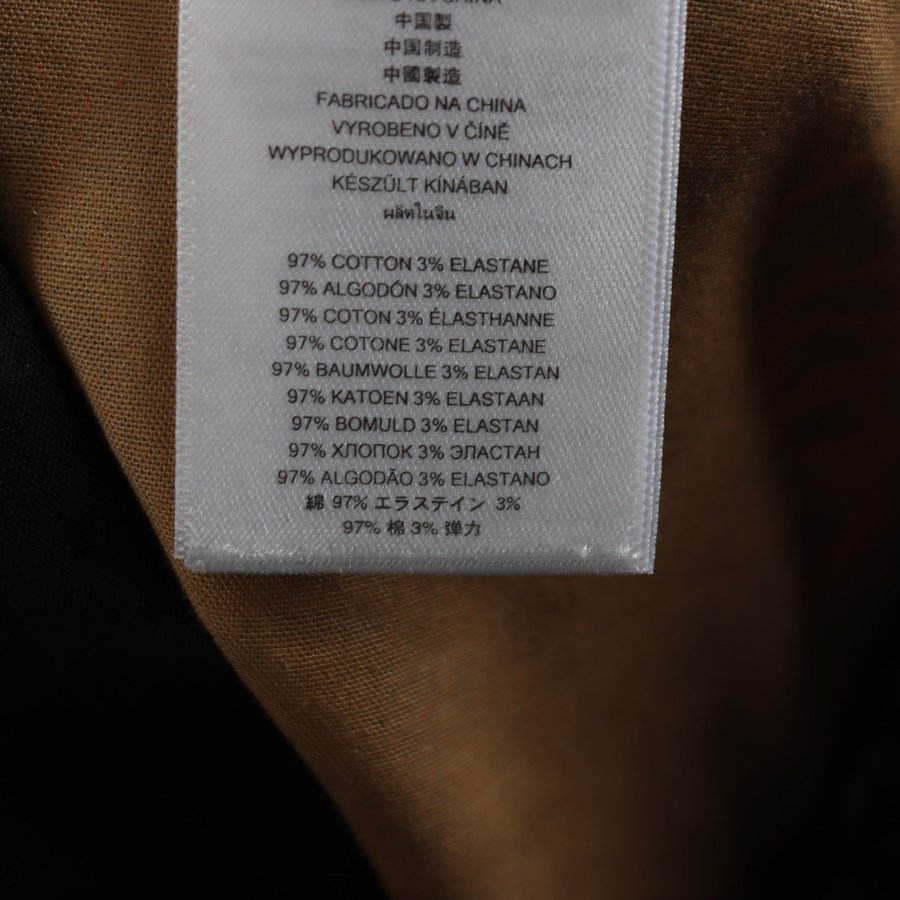 中国製
中国制造
中國製造
FABRICADO NA CHINA
VYROBENO V ČÍNĚ
WYPRODUKOWANO W CHINACH
KÉSZÜLT KÍNÁBAN
ผลิตในจีน
97% COTTON 3% ELASTANE
97% ALGODÓN 3% ELASTANO
97% COTON 3% ÉLASTHANNE
97% COTONE 3% ELASTANE
97% BAUMWOLLE 3% ELASTAN
97% KATOEN 3% ELASTAAN
97% BOMULD 3% ELASTAN
97% ХЛОПОК 3% ЭЛАСТАН
97% ALGODÃO 3% ELASTANO
綿 97% エラステイン 3%
97% 棉 3% 弹力